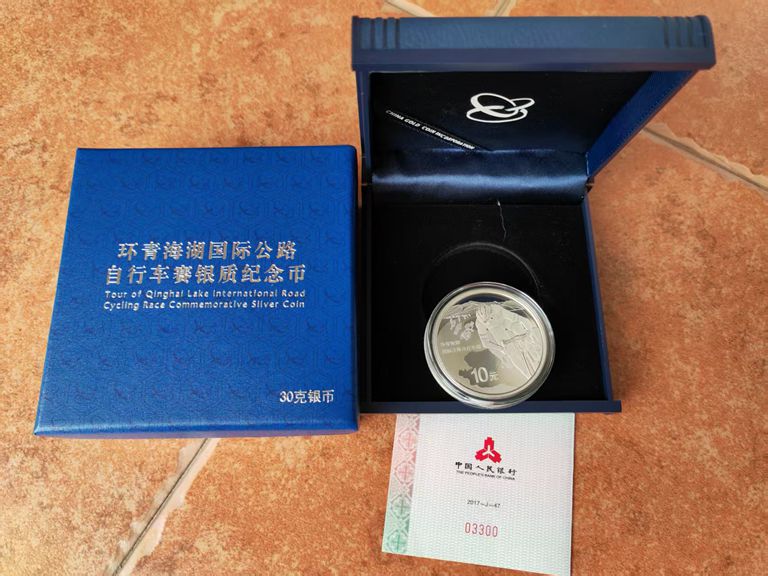 环青海湖国际公路
自行车赛银质纪念币
Tour of Qinghai Lake International Road
Cycling Race Commemorative Silver Coin
30克银币
CHINA GOLD COIN INCORPORATION
10元
中国人民银行
THE PEOPLE'S BANK OF CHINA
2017-J-47
03300